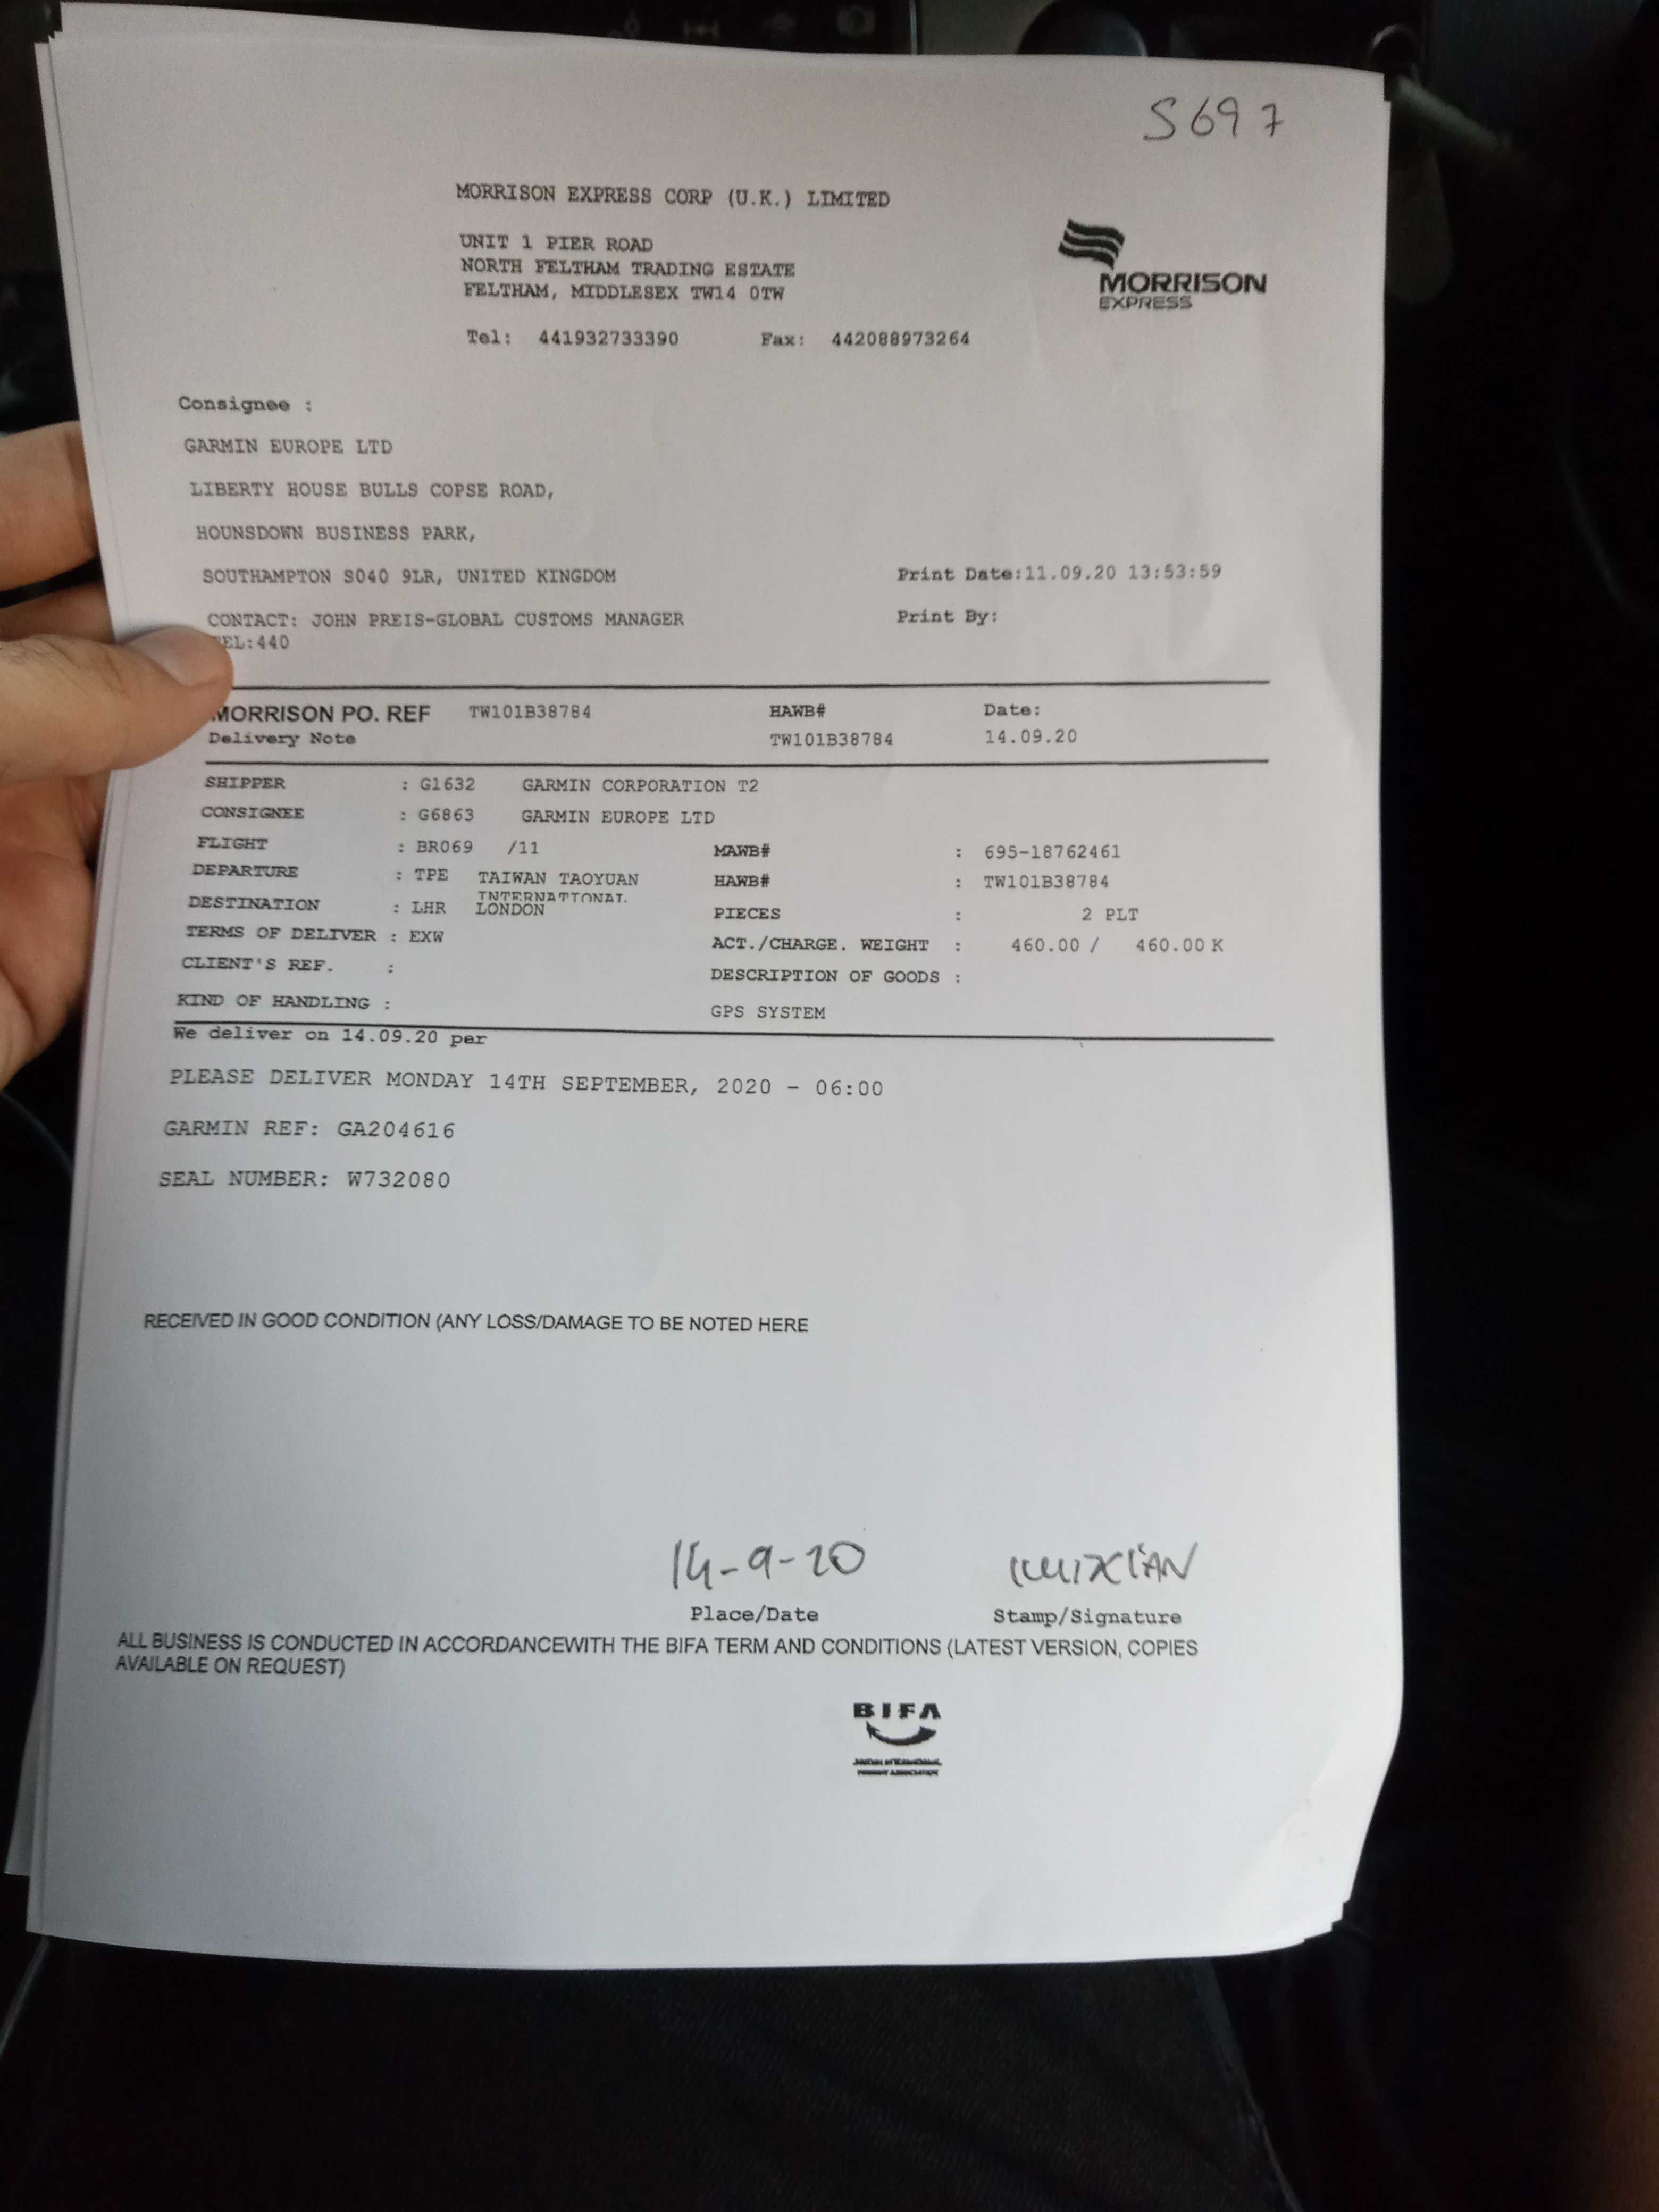 S697
MORRISON EXPRESS CORP (U.K.) LIMITED
UNIT 1 PIER ROAD
NORTH FELTHAM TRADING ESTATE
FELTHAM, MIDDLESEX TW14 0TW
MORRISON
EXPRESS
Tel: 441932733390 Fax: 442088973264
Consignee :
GARMIN EUROPE LTD
LIBERTY HOUSE BULLS COPSE ROAD,
HOUNSDOWN BUSINESS PARK,
SOUTHAMPTON SO40 9LR, UNITED KINGDOM Print Date:11.09.20 13:53:59
CONTACT: JOHN PREIS-GLOBAL CUSTOMS MANAGER Print By:
EL:440
MORRISON PO. REF TW101B38784 HAWB# Date:
Delivery Note TW101B38784 14.09.20
SHIPPER : G1632 GARMIN CORPORATION T2
CONSIGNEE : G6863 GARMIN EUROPE LTD
FLIGHT : BR069 /11 MAWB# : 695-18762461
DEPARTURE : TPE TAIWAN TAOYUAN INTERNATIONAL HAWB# : TW101B38784
DESTINATION : LHR LONDON PIECES : 2 PLT
TERMS OF DELIVER : EXW ACT./CHARGE. WEIGHT : 460.00 / 460.00 K
CLIENT'S REF. : DESCRIPTION OF GOODS :
KIND OF HANDLING : GPS SYSTEM
We deliver on 14.09.20 per
PLEASE DELIVER MONDAY 14TH SEPTEMBER, 2020 - 06:00
GARMIN REF: GA204616
SEAL NUMBER: W732080
RECEIVED IN GOOD CONDITION (ANY LOSS/DAMAGE TO BE NOTED HERE
14-9-20
Place/Date Stamp/Signature
ALL BUSINESS IS CONDUCTED IN ACCORDANCEWITH THE BIFA TERM AND CONDITIONS (LATEST VERSION, COPIES
AVAILABLE ON REQUEST)
BIFA